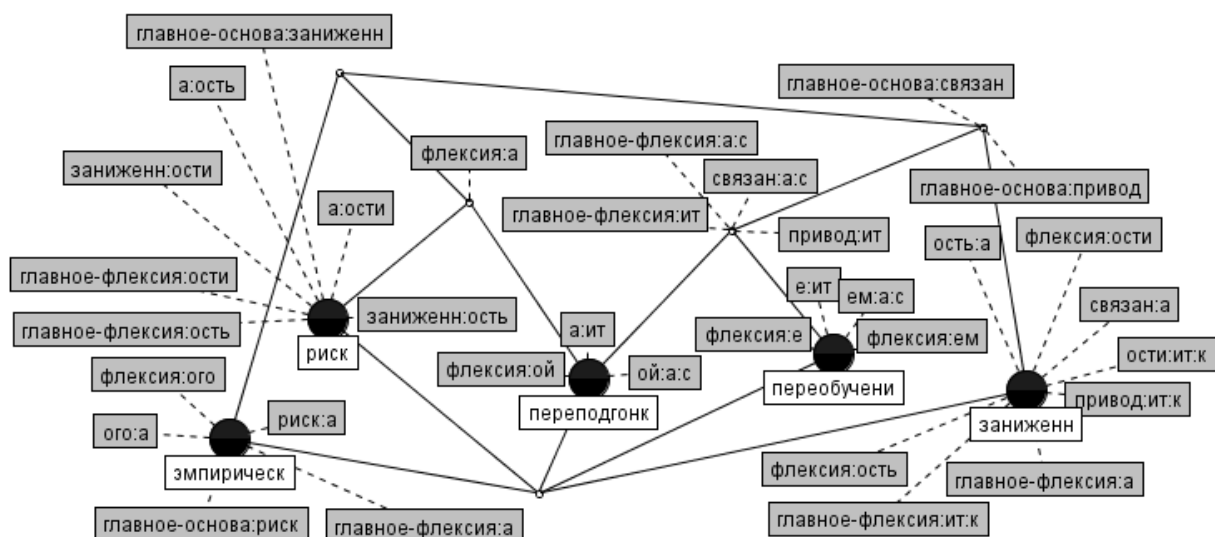 главное-основа:заниженн
а:ость
главное-основа:связан
флексия:а
главное-флексия:а:с
заниженн:ости
связан:а:с
главное-основа:привод
а:ости
главное-флексия:ит
привод:ит
ость:а
флексия:ости
главное-флексия:ости
е:ит
ем:а:с
связан:а
главное-флексия:ость
заниженн:ость
а:ит
флексия:е
флексия:ем
риск
ости:ит:к
флексия:ого
флексия:ой
ой:а:с
переобучени
привод:ит:к
переподгонк
заниженн
риск:а
ого:а
эмпирическ
флексия:ость
главное-флексия:а
главное-основа:риск
главное-флексия:а
главное-флексия:ит:к